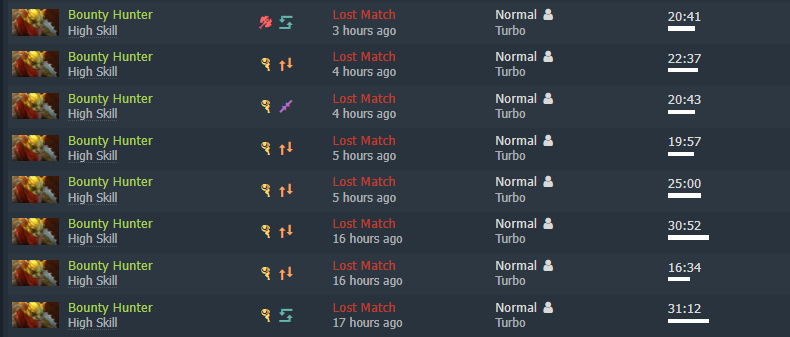 Bounty Hunter Lost Match Normal 20:41
High Skill 3 hours ago Turbo
Bounty Hunter Lost Match Normal 22:37
High Skill 4 hours ago Turbo
Bounty Hunter Lost Match Normal 20:43
High Skill 4 hours ago Turbo
Bounty Hunter Lost Match Normal 19:57
High Skill 5 hours ago Turbo
Bounty Hunter Lost Match Normal 25:00
High Skill 5 hours ago Turbo
Bounty Hunter Lost Match Normal 30:52
High Skill 16 hours ago Turbo
Bounty Hunter Lost Match Normal 16:34
High Skill 16 hours ago Turbo
Bounty Hunter Lost Match Normal 31:12
High Skill 17 hours ago Turbo